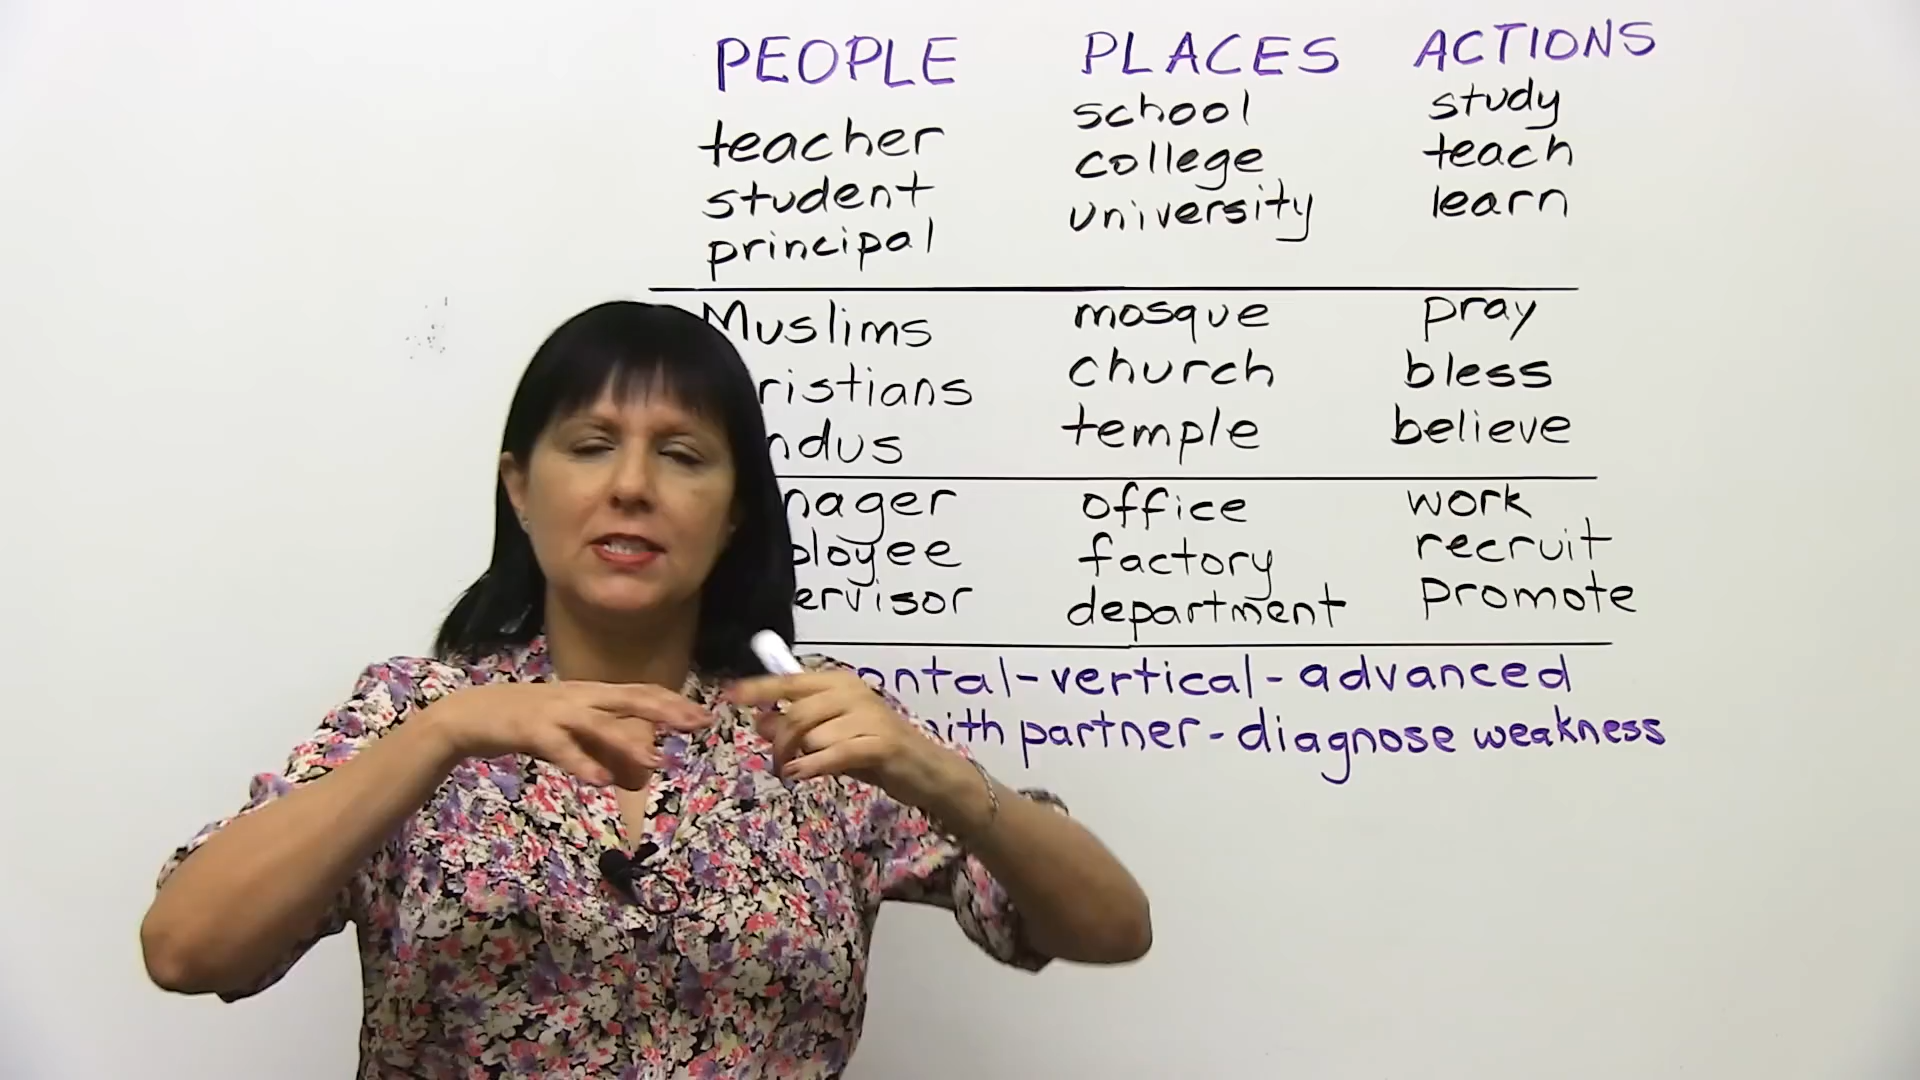 PEOPLE PLACES ACTIONS
teacher school study
student college teach
principal university learn
Muslims mosque pray
ristians church bless
ndus temple believe
nager office work
ployee factory recruit
ervisor department promote
ontal-vertical-advanced
with partner-diagnose weakness